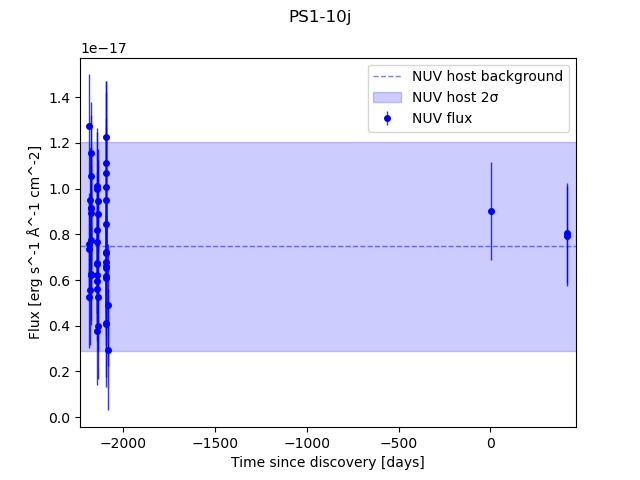 PS1-10j
1e−17
NUV host background
NUV host 2σ
NUV flux
1.4
1.2
1.0
0.8
0.6
0.4
0.2
0.0
Flux [erg s^-1 Å^-1 cm^-2]
−2000 −1500 −1000 −500 0
Time since discovery [days]